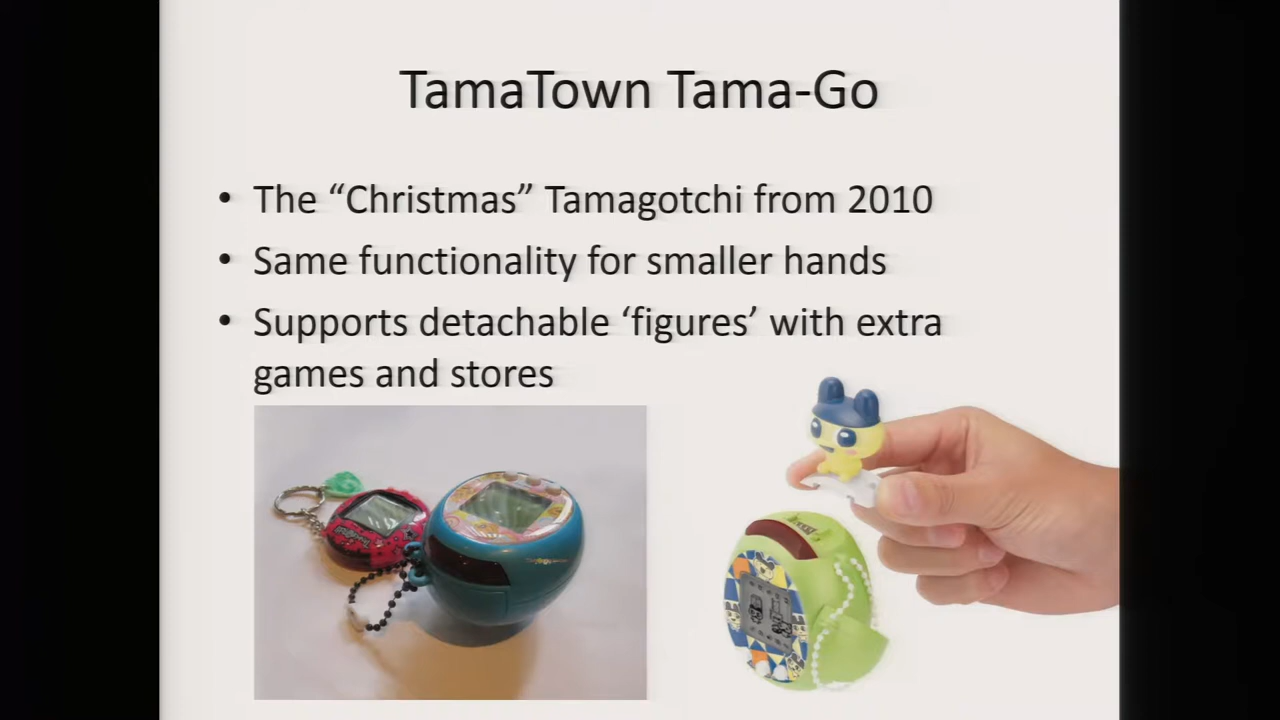 TamaTown Tama-Go
• The “Christmas” Tamagotchi from 2010
• Same functionality for smaller hands
• Supports detachable ‘figures’ with extra
games and stores